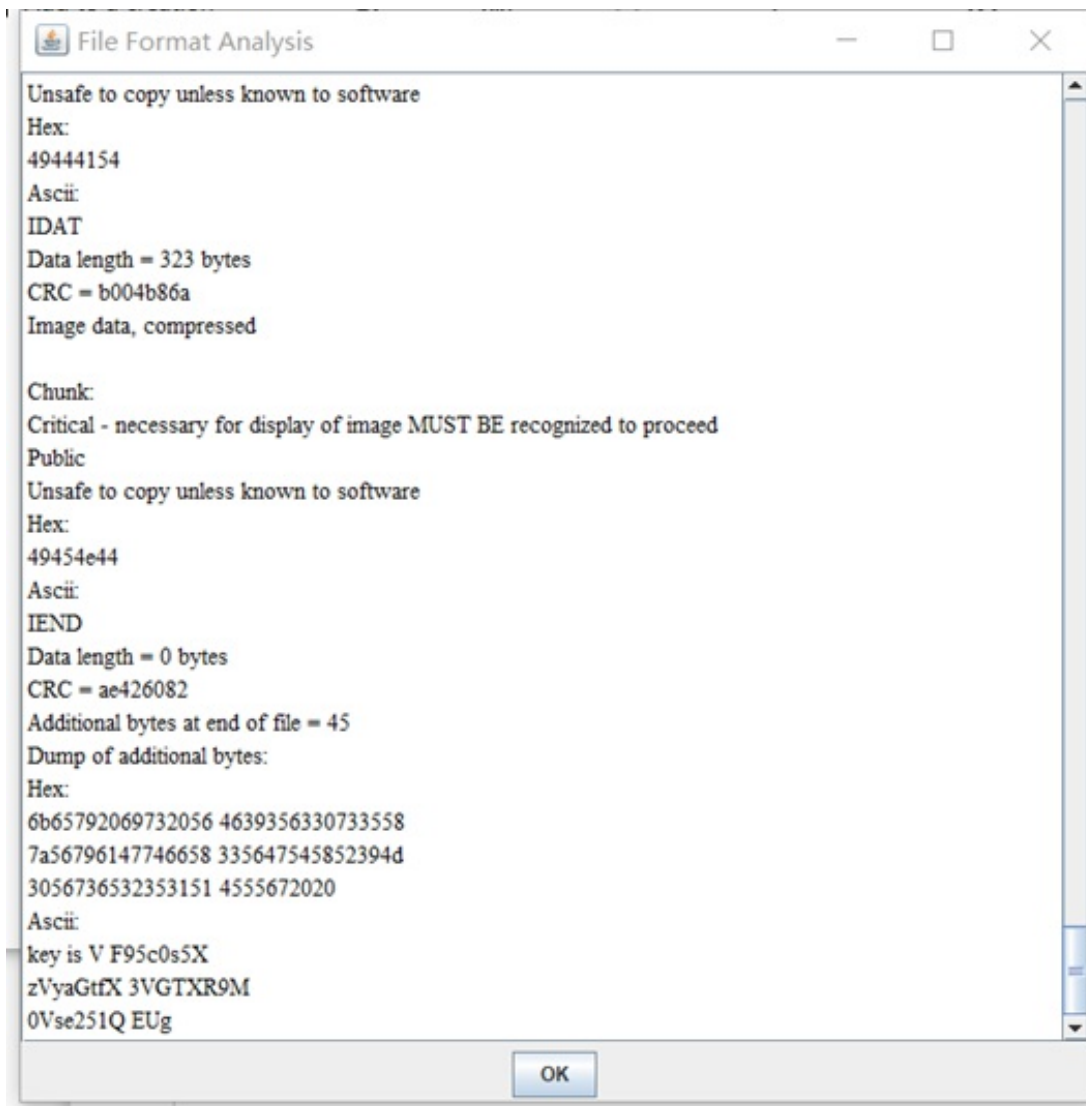 File Format Analysis
Unsafe to copy unless known to software
Hex:
49444154
Ascii:
IDAT
Data length = 323 bytes
CRC = b004b86a
Image data, compressed
Chunk:
Critical - necessary for display of image MUST BE recognized to proceed
Public
Unsafe to copy unless known to software
Hex:
49454e44
Ascii:
IEND
Data length = 0 bytes
CRC = ae426082
Additional bytes at end of file = 45
Dump of additional bytes:
Hex:
6b65792069732056 4639356330733558
7a56796147746658 335647545852394d
3056736532353151 4555672020
Ascii:
key is V F95c0s5X
zVyaGtfX 3VGTXR9M
0Vse251Q EUg
OK